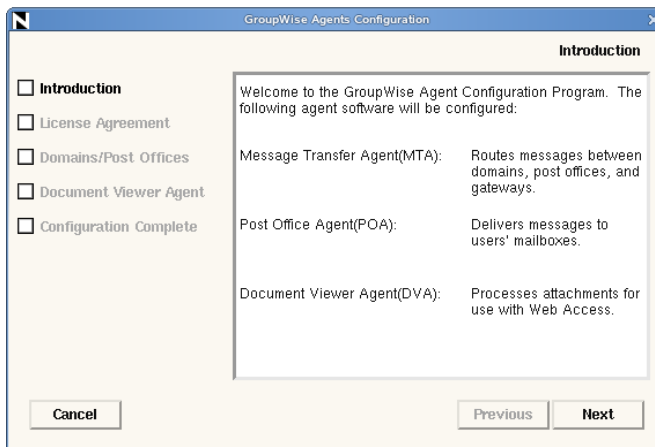 GroupWise Agents Configuration
Introduction
Introduction
License Agreement
Domains/Post Offices
Document Viewer Agent
Configuration Complete
Welcome to the GroupWise Agent Configuration Program. The
following agent software will be configured:
Message Transfer Agent(MTA): Routes messages between
domains, post offices, and
gateways.
Post Office Agent(POA): Delivers messages to
users' mailboxes.
Document Viewer Agent(DVA): Processes attachments for
use with Web Access.
Cancel
Previous
Next